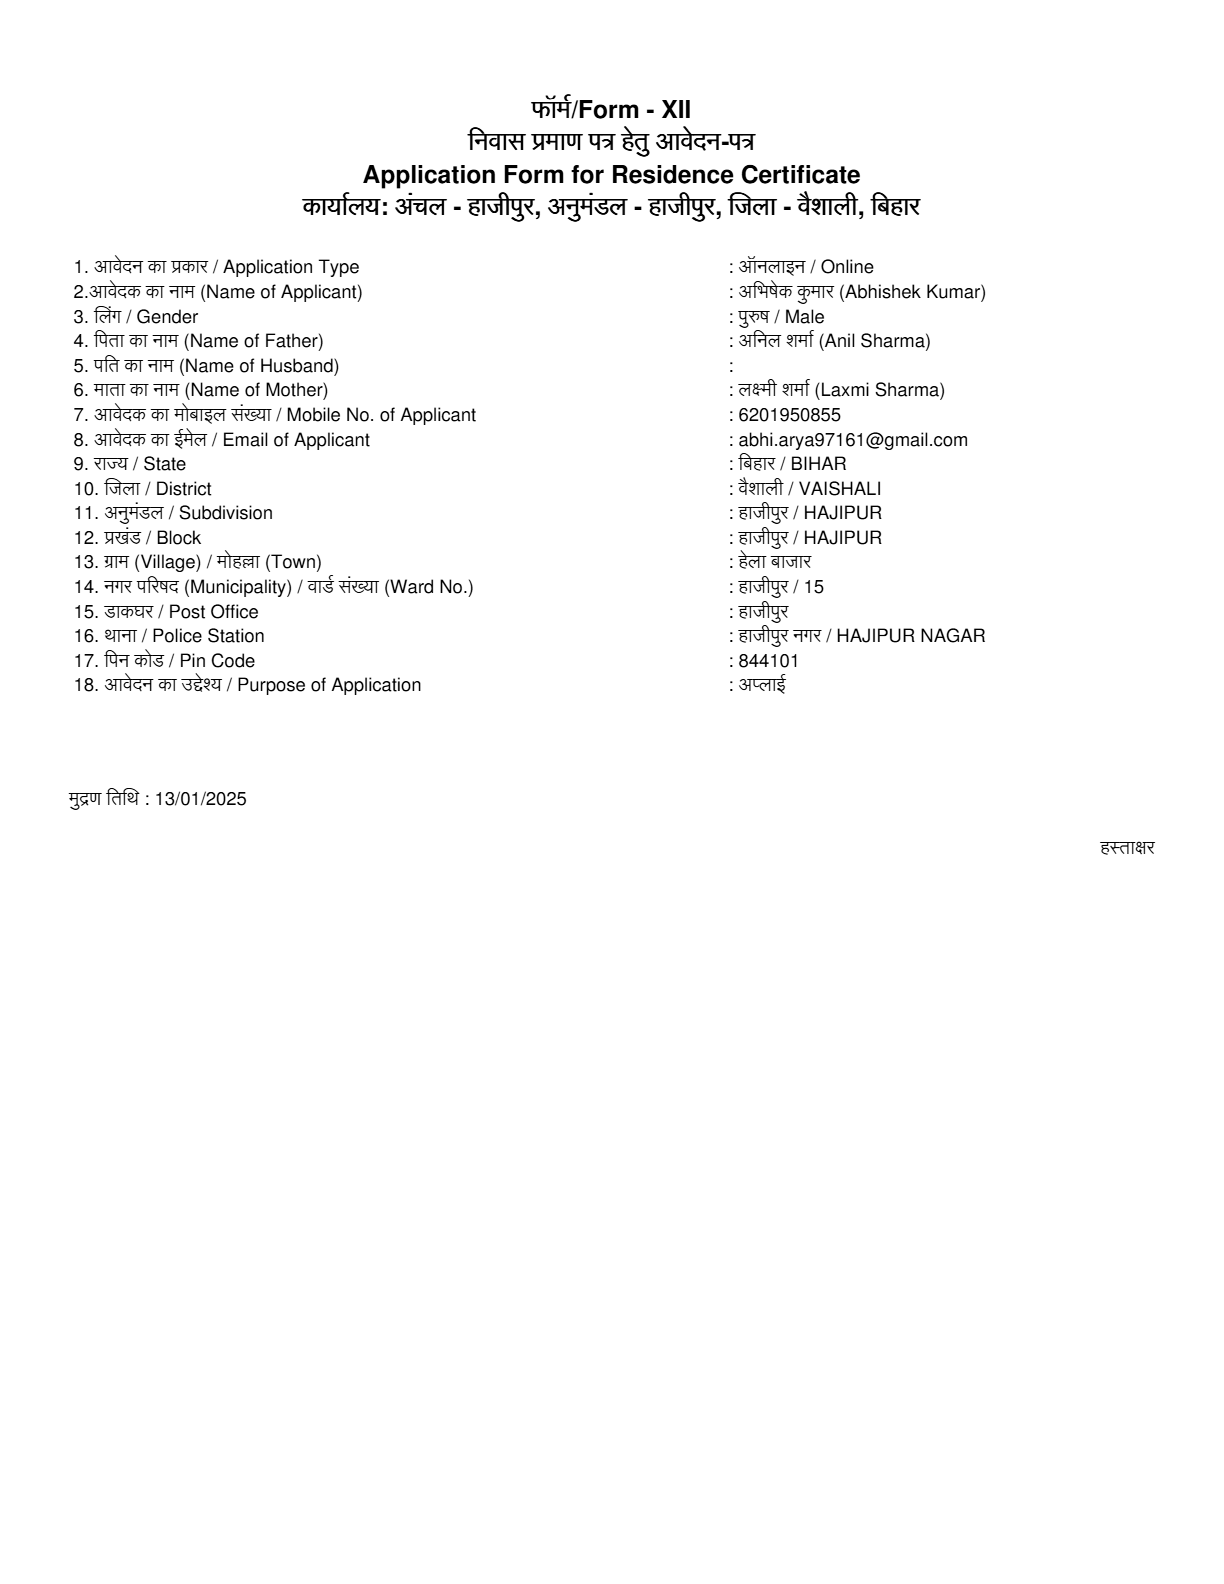 फॉर्म/Form - XII
निवास प्रमाण पत्र हेतु आवेदन-पत्र
Application Form for Residence Certificate
कार्यालय: अंचल - हाजीपुर, अनुमंडल - हाजीपुर, जिला - वैशाली, बिहार
1. आवेदन का प्रकार / Application Type : ऑनलाइन / Online
2.आवेदक का नाम (Name of Applicant) : अभिषेक कुमार (Abhishek Kumar)
3. लिंग / Gender : पुरुष / Male
4. पिता का नाम (Name of Father) : अनिल शर्मा (Anil Sharma)
5. पति का नाम (Name of Husband) :
6. माता का नाम (Name of Mother) : लक्ष्मी शर्मा (Laxmi Sharma)
7. आवेदक का मोबाइल संख्या / Mobile No. of Applicant : 6201950855
8. आवेदक का ईमेल / Email of Applicant : abhi.arya97161@gmail.com
9. राज्य / State : बिहार / BIHAR
10. जिला / District : वैशाली / VAISHALI
11. अनुमंडल / Subdivision : हाजीपुर / HAJIPUR
12. प्रखंड / Block : हाजीपुर / HAJIPUR
13. ग्राम (Village) / मोहल्ला (Town) : हेला बाजार
14. नगर परिषद (Municipality) / वार्ड संख्या (Ward No.) : हाजीपुर / 15
15. डाकघर / Post Office : हाजीपुर
16. थाना / Police Station : हाजीपुर नगर / HAJIPUR NAGAR
17. पिन कोड / Pin Code : 844101
18. आवेदन का उद्देश्य / Purpose of Application : अप्लाई
मुद्रण तिथि : 13/01/2025
हस्ताक्षर